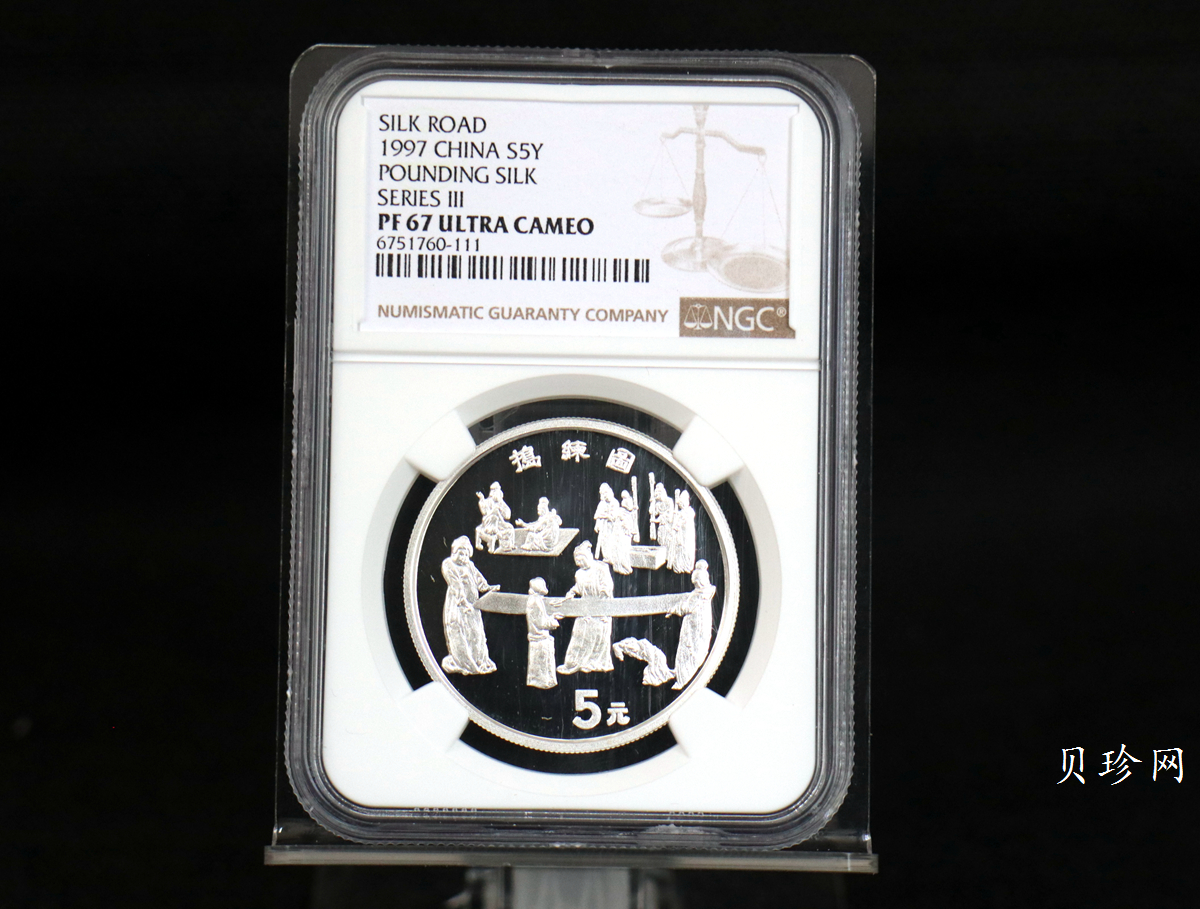 SILK ROAD
1997 CHINA S5Y
POUNDING SILK
SERIES III
PF 67 ULTRA CAMEO
6751760-111
NUMISMATIC GUARANTY COMPANY
NGC®
搗練圖
5元
贝珍网